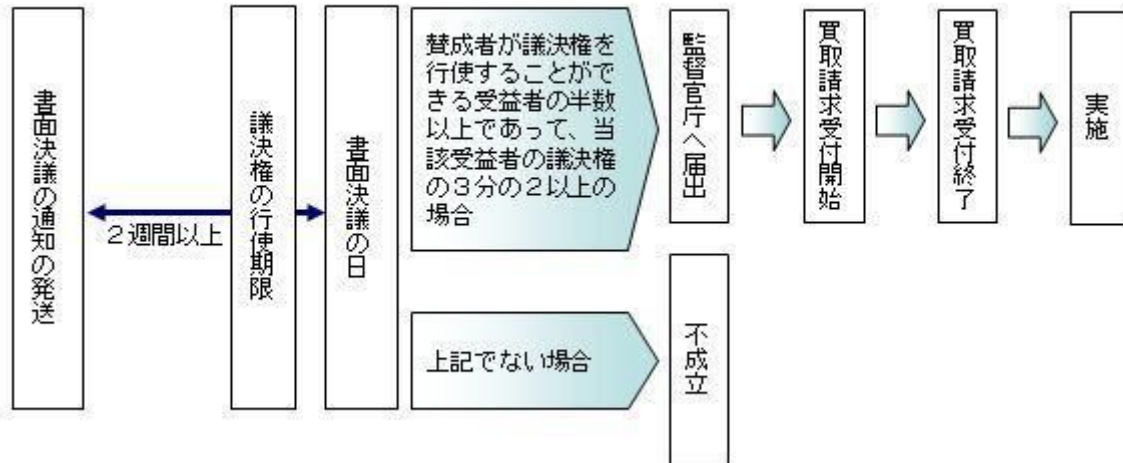 書面決議の通知の発送
２週間以上
議決権の行使期限
書面決議の日
賛成者が議決権を
行使することがで
きる受益者の半数
以上であって、当
該受益者の議決権
の３分の２以上の
場合
監督官庁へ届出
買取請求受付開始
買取請求受付終了
実施
上記でない場合
不成立